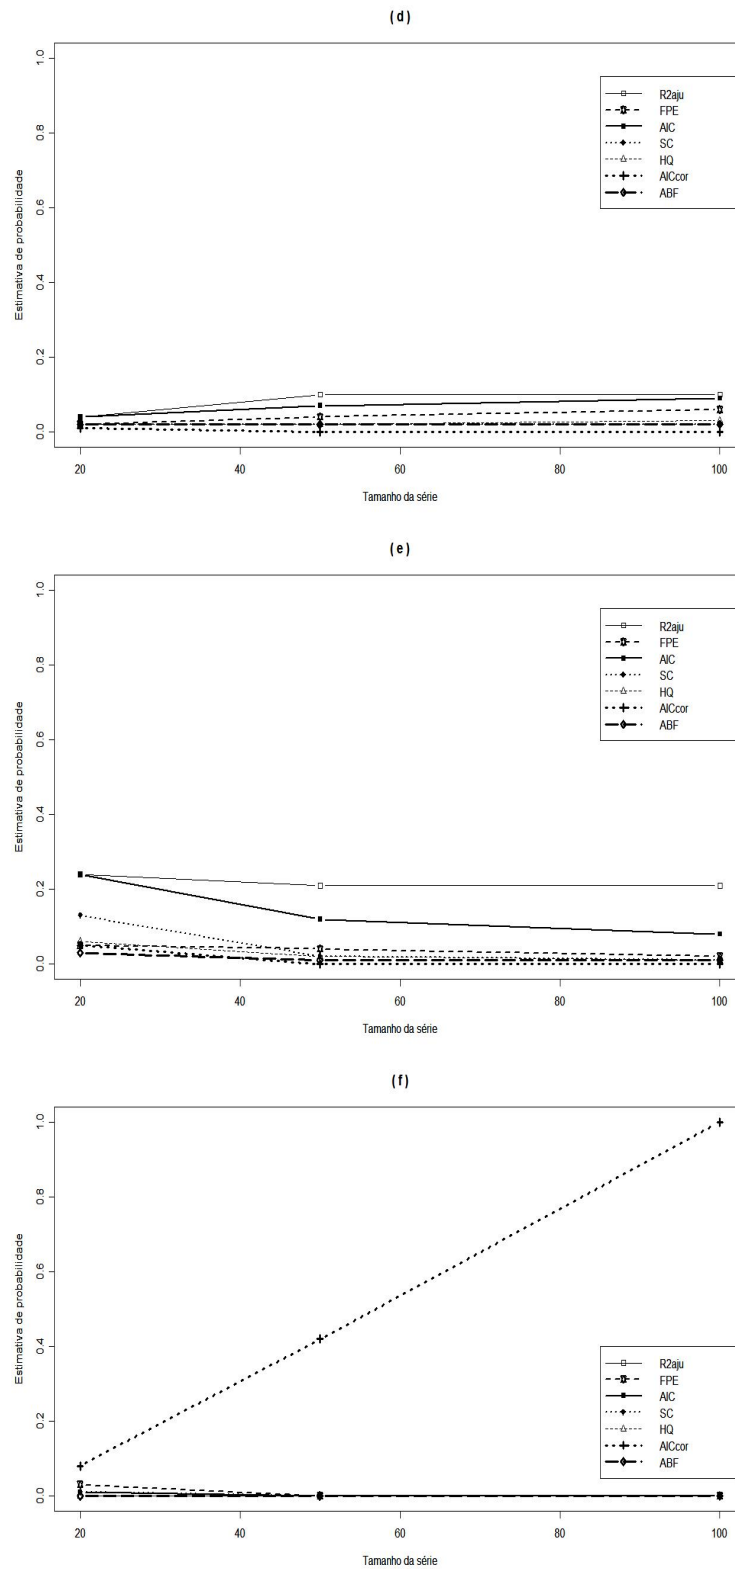 ( d )
Estimativa de probabilidade
1.0
0.8
0.6
0.4
0.2
0.0
R2aju
FPE
AIC
SC
HQ
AICcor
ABF
20 40 60 80 100
Tamanho da série
( e )
Estimativa de probabilidade
1.0
0.8
0.6
0.4
0.2
0.0
R2aju
FPE
AIC
SC
HQ
AICcor
ABF
20 40 60 80 100
Tamanho da série
( f )
Estimativa de probabilidade
1.0
0.8
0.6
0.4
0.2
0.0
R2aju
FPE
AIC
SC
HQ
AICcor
ABF
20 40 60 80 100
Tamanho da série